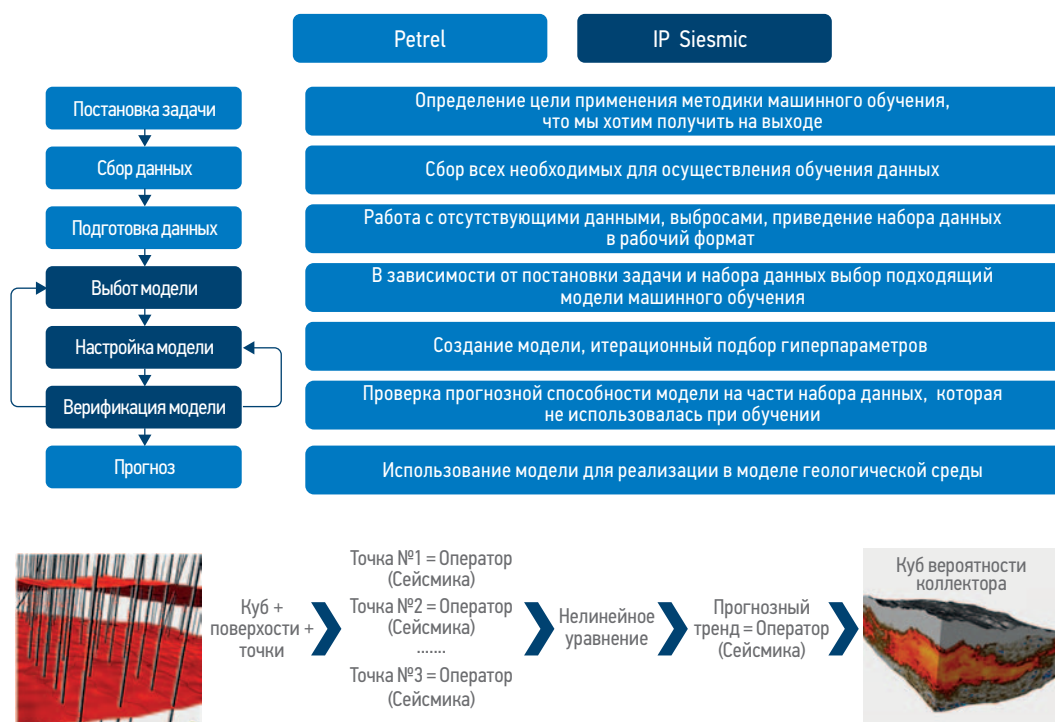 Petrel
IP Siesmic
Постановка задачи
Определение цели применения методики машинного обучения,
что мы хотим получить на выходе
Сбор данных
Сбор всех необходимых для осуществления обучения данных
Подготовка данных
Работа с отсутствующими данными, выбросами, приведение набора данных
в рабочий формат
Выбот модели
В зависимости от постановки задачи и набора данных выбор подходящий
модели машинного обучения
Настройка модели
Создание модели, итерационный подбор гиперпараметров
Верификация модели
Проверка прогнозной способности модели на части набора данных, которая
не использовалась при обучении
Прогноз
Использование модели для реализации в моделе геологической среды
Куб +
поверхности +
точки
Точка №1 = Оператор
(Сейсмика)
Точка №2 = Оператор
(Сейсмика)
.......
Точка №3 = Оператор
(Сейсмика)
Нелинейное
уравнение
Прогнозный
тренд = Оператор
(Сейсмика)
Куб вероятности
коллектора